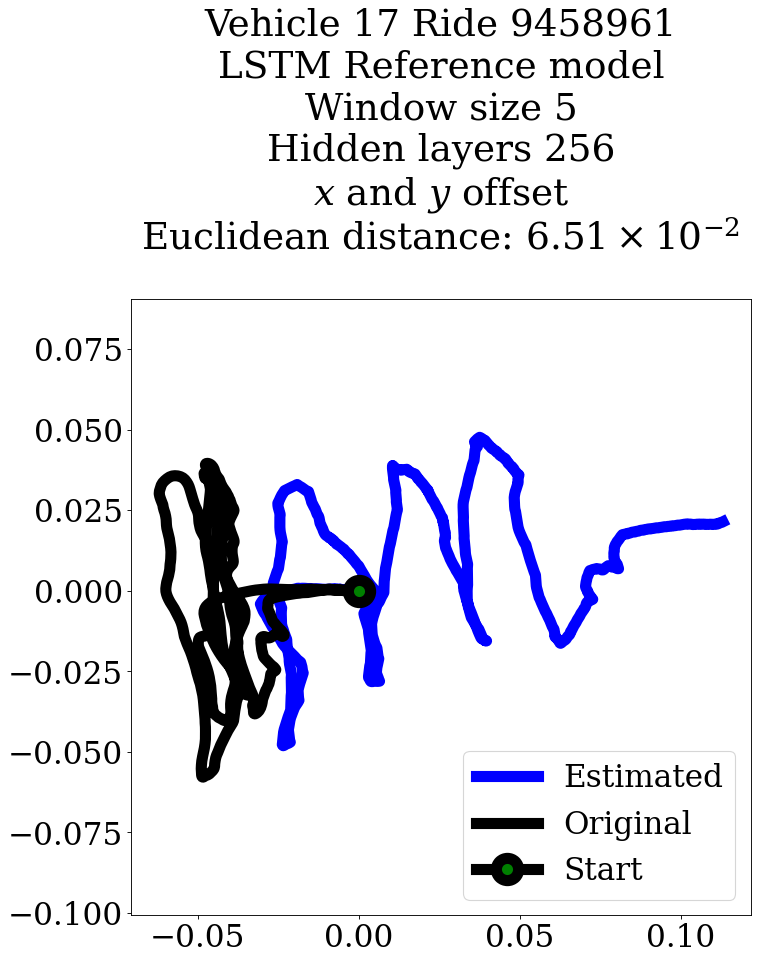 Vehicle 17 Ride 9458961
LSTM Reference model
Window size 5
Hidden layers 256
x and y offset
Euclidean distance: 6.51 × 10⁻²
0.075
0.050
0.025
0.000
−0.025
−0.050
−0.075
−0.100
−0.05 0.00 0.05 0.10
Estimated
Original
Start